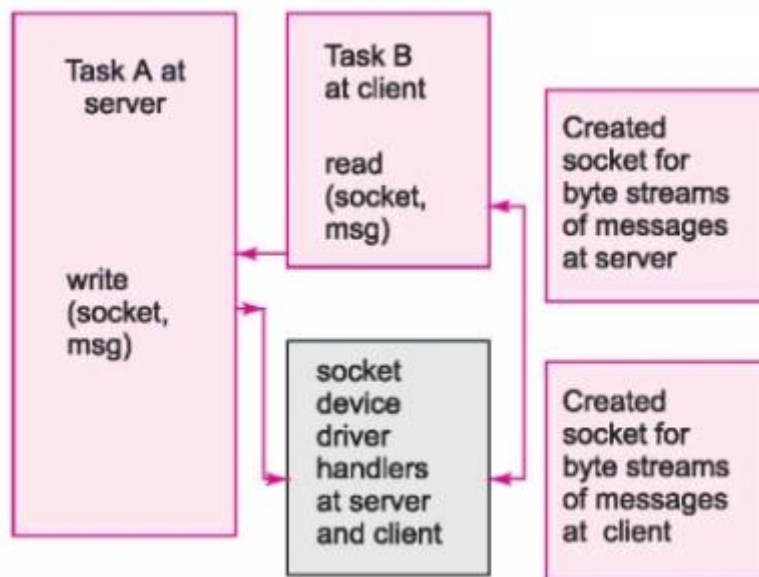 Task A at
server
write
(socket,
msg)
Task B
at client
read
(socket,
msg)
socket
device
driver
handlers
at server
and client
Created
socket for
byte streams
of messages
at server
Created
socket for
byte streams
of messages
at client